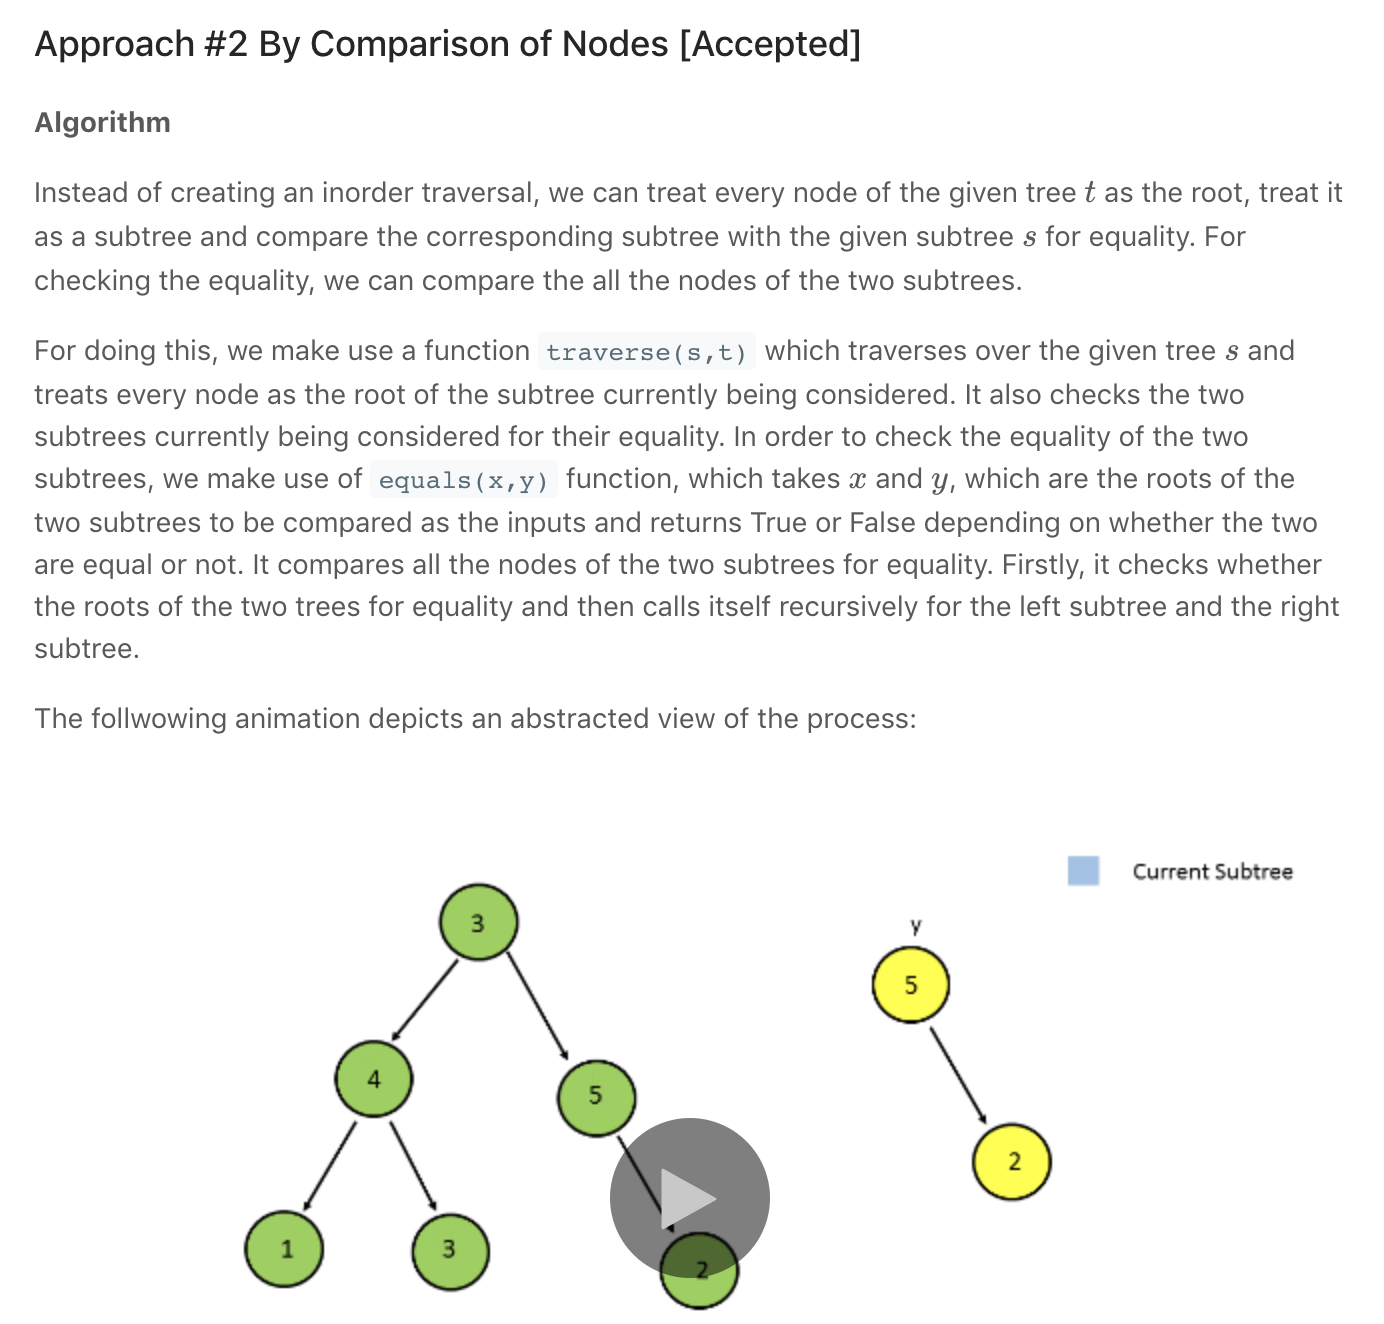 Approach #2 By Comparison of Nodes [Accepted]
Algorithm
Instead of creating an inorder traversal, we can treat every node of the given tree t as the root, treat it
as a subtree and compare the corresponding subtree with the given subtree s for equality. For
checking the equality, we can compare the all the nodes of the two subtrees.
For doing this, we make use a function traverse(s,t) which traverses over the given tree s and
treats every node as the root of the subtree currently being considered. It also checks the two
subtrees currently being considered for their equality. In order to check the equality of the two
subtrees, we make use of equals(x,y) function, which takes x and y, which are the roots of the
two subtrees to be compared as the inputs and returns True or False depending on whether the two
are equal or not. It compares all the nodes of the two subtrees for equality. Firstly, it checks whether
the roots of the two trees for equality and then calls itself recursively for the left subtree and the right
subtree.
The follwowing animation depicts an abstracted view of the process:
Current Subtree
3
y
5
4
5
2
1
3
2